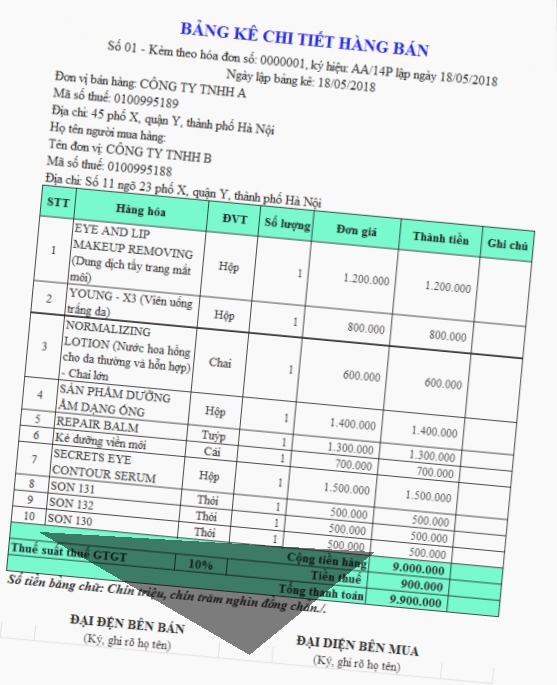 BẢNG KÊ CHI TIẾT HÀNG BÁN
Số 01 - Kèm theo hóa đơn số: 0000001, ký hiệu: AA/14P lập ngày 18/05/2018
Ngày lập bảng kê: 18/05/2018
Đơn vị bán hàng: CÔNG TY TNHH A
Mã số thuế: 0100995189
Địa chỉ: 45 phố X, quận Y, thành phố Hà Nội
Họ tên người mua hàng:
Tên đơn vị: CÔNG TY TNHH B
Mã số thuế: 0100995188
Địa chỉ: Số 11 ngõ 23 phố X, quận Y, thành phố Hà Nội
STT Hàng hóa ĐVT Số lượng Đơn giá Thành tiền Ghi chú
EYE AND LIP
MAKEUP REMOVING
1 (Dung dịch tẩy trang mắt Hộp 1 1.200.000 1.200.000
môi)
2 YOUNG - X3 (Viên uống Hộp 1 800.000 800.000
trắng da)
NORMALIZING
3 LOTION (Nước hoa hồng Chai 1 600.000 600.000
cho da thường và hỗn hợp)
- Chai lớn
4 SẢN PHẨM DƯỠNG Hộp 1 1.400.000 1.400.000
ẨM DẠNG ỐNG
5 REPAIR BALM Tuýp 1 1.300.000 1.300.000
6 Kẻ dưỡng viền môi Cái 1 700.000 700.000
7 SECRETS EYE Hộp 1 1.500.000 1.500.000
CONTOUR SERUM
8 SON 131 Thỏi 1 500.000 500.000
9 SON 132 Thỏi 1 500.000 500.000
10 SON 130 Thỏi 1 500.000 500.000
Cộng tiền hàng 9.000.000
Thuế suất thuế GTGT 10% Tiền thuế 900.000
Tổng thanh toán 9.900.000
Số tiền bằng chữ: Chín triệu, chín trăm nghìn đồng chẵn./.
ĐẠI ĐỆN BÊN BÁN ĐẠI DIỆN BÊN MUA
(Ký, ghi rõ họ tên) (Ký, ghi rõ họ tên)